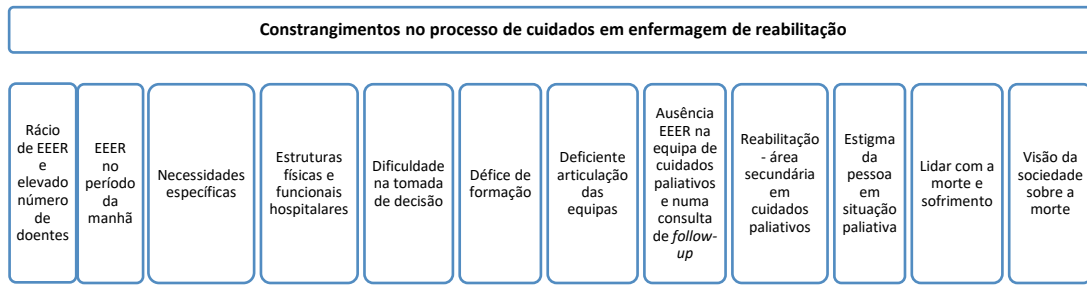 Constrangimentos no processo de cuidados em enfermagem de reabilitação
Rácio
de EEER
e
elevado
número
de
doentes
EEER
no
período
da
manhã
Necessidades
específicas
Estruturas
físicas e
funcionais
hospitalares
Dificuldade
na tomada
de decisão
Défice de
formação
Deficiente
articulação
das
equipas
Ausência
EEER na
equipa de
cuidados
paliativos
e numa
consulta
de follow-
up
Reabilitação
- área
secundária
em
cuidados
paliativos
Estigma
da
pessoa
em
situação
paliativa
Lidar com a
morte e
sofrimento
Visão da
sociedade
sobre a
morte